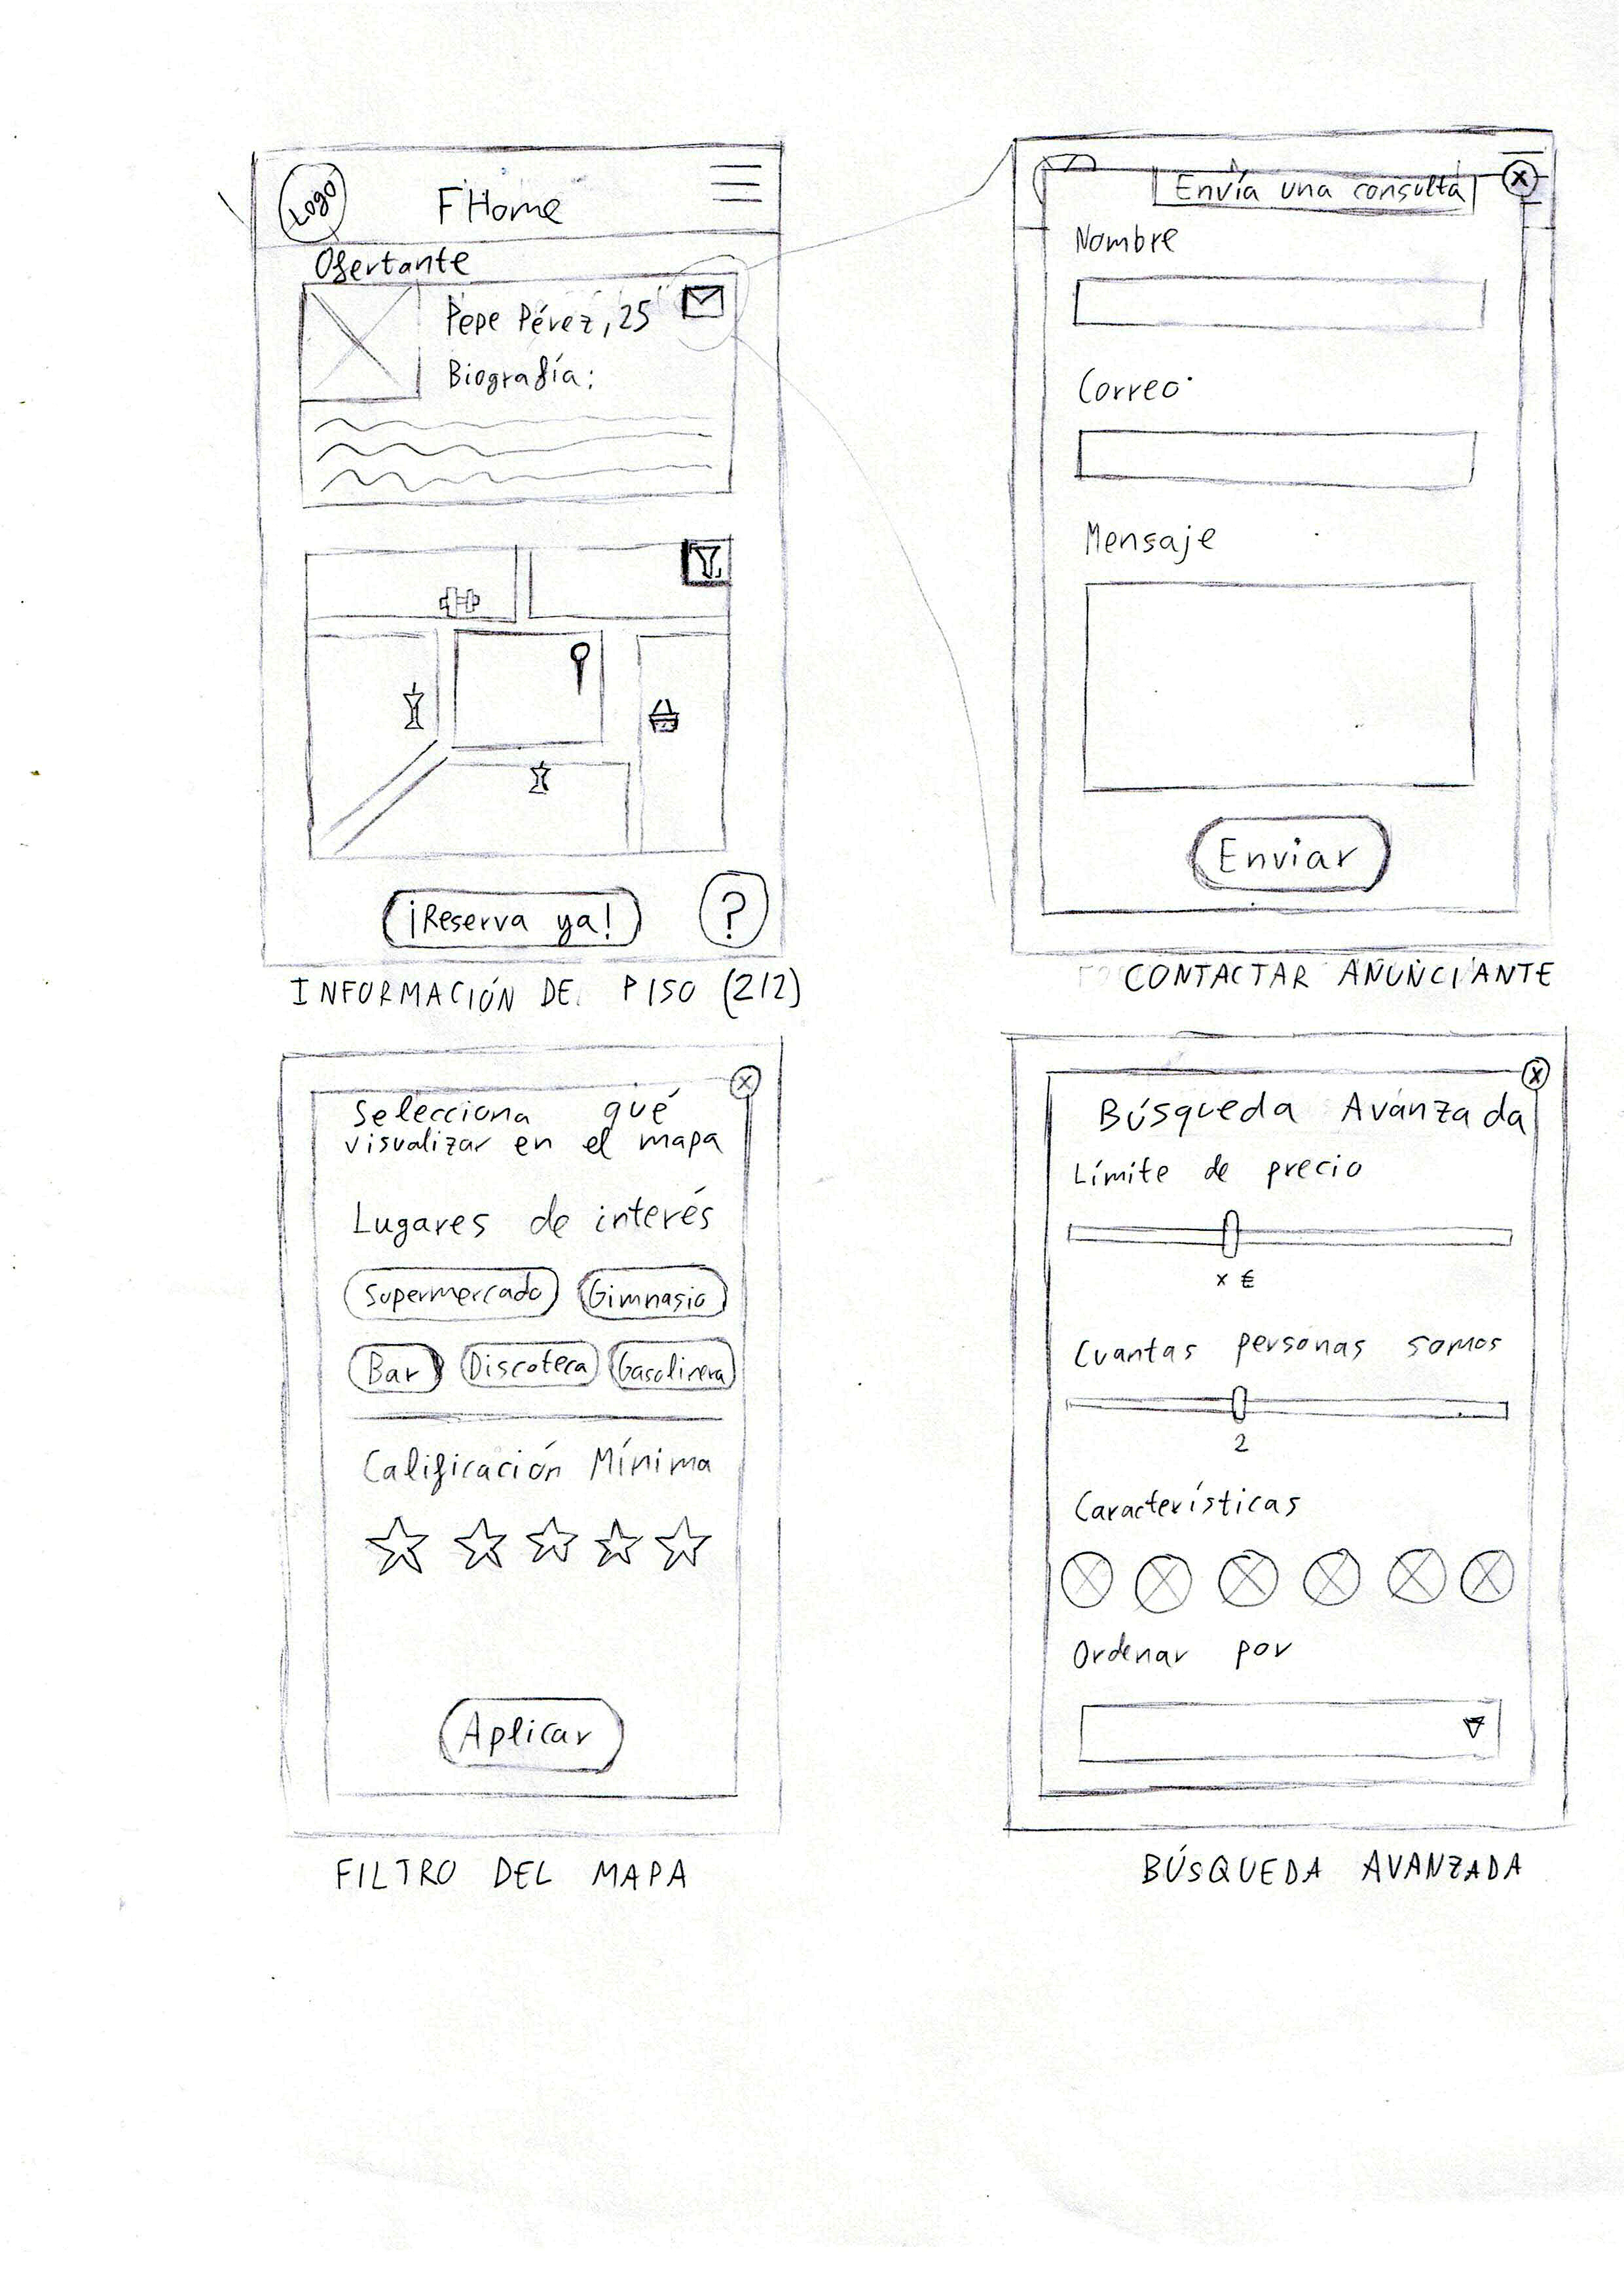 Logo
FHome
Ofertante
Pepe Pérez, 25
Biografía:
¡Reserva ya!
?
INFORMACIÓN DE PISO (2/2)
Envía una consulta
X
Nombre
Correo
Mensaje
Enviar
CONTACTAR ANUNCIANTE
X
Selecciona qué
visualizar en el mapa
Lugares de interés
Supermercado Gimnasio
Bar Discoteca Gasolinera
Calificación Mínima
Aplicar
FILTRO DEL MAPA
X
Búsqueda Avanzada
Límite de precio
x €
Cuantas personas somos
2
Características
Ordenar por
BÚSQUEDA AVANZADA